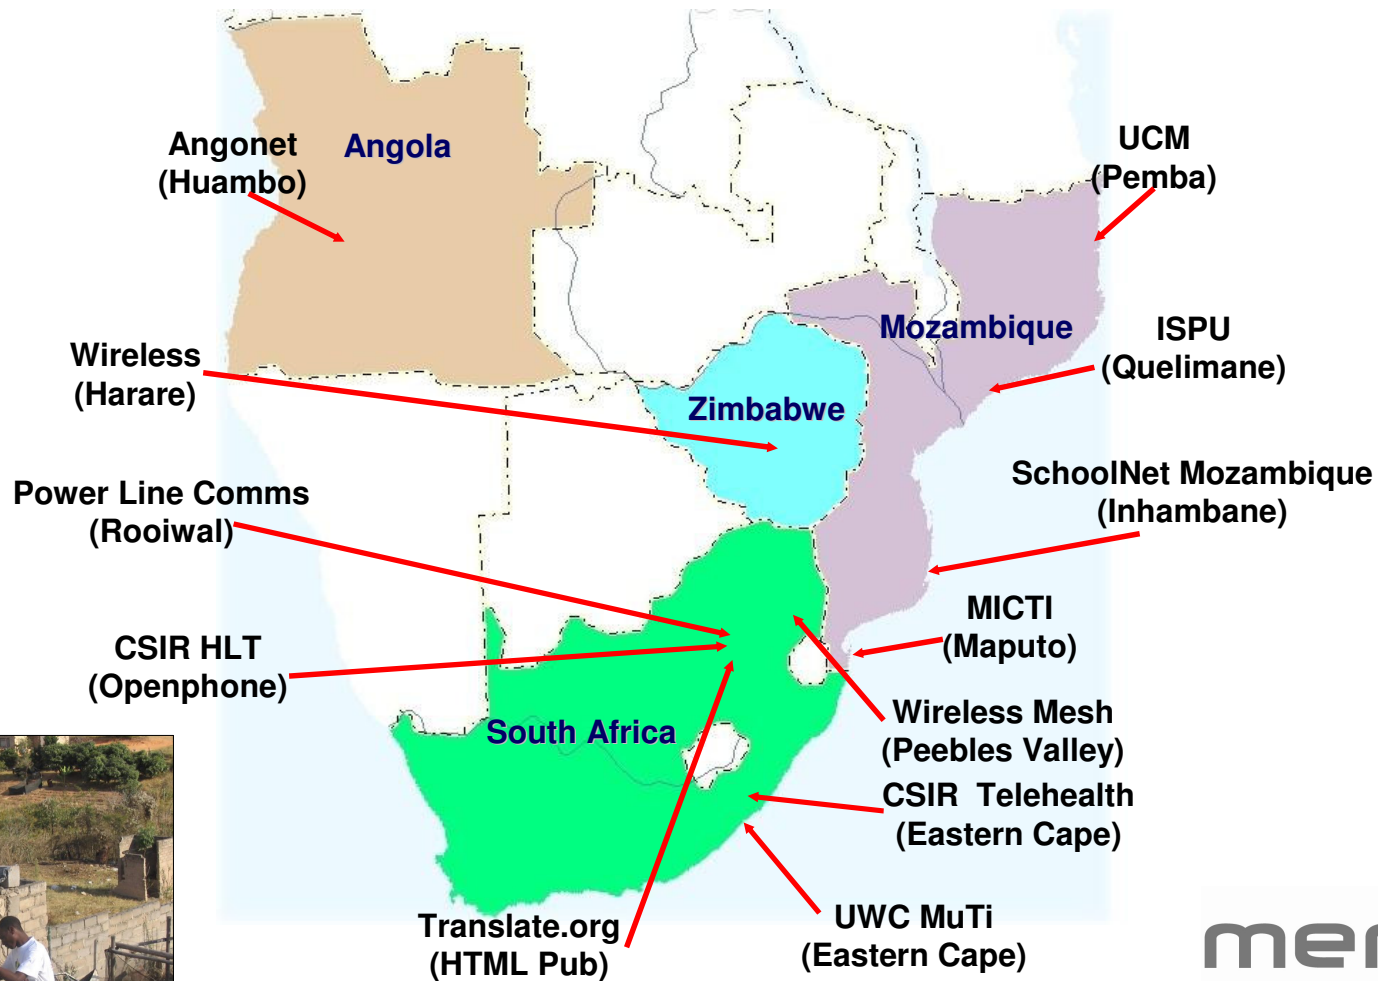 Angonet
(Huambo)
Angola
UCM
(Pemba)
Mozambique
ISPU
(Quelimane)
Wireless
(Harare)
Zimbabwe
SchoolNet Mozambique
(Inhambane)
Power Line Comms
(Rooiwal)
MICTI
(Maputo)
CSIR HLT
(Openphone)
Wireless Mesh
(Peebles Valley)
South Africa
CSIR Telehealth
(Eastern Cape)
UWC MuTi
(Eastern Cape)
Translate.org
(HTML Pub)